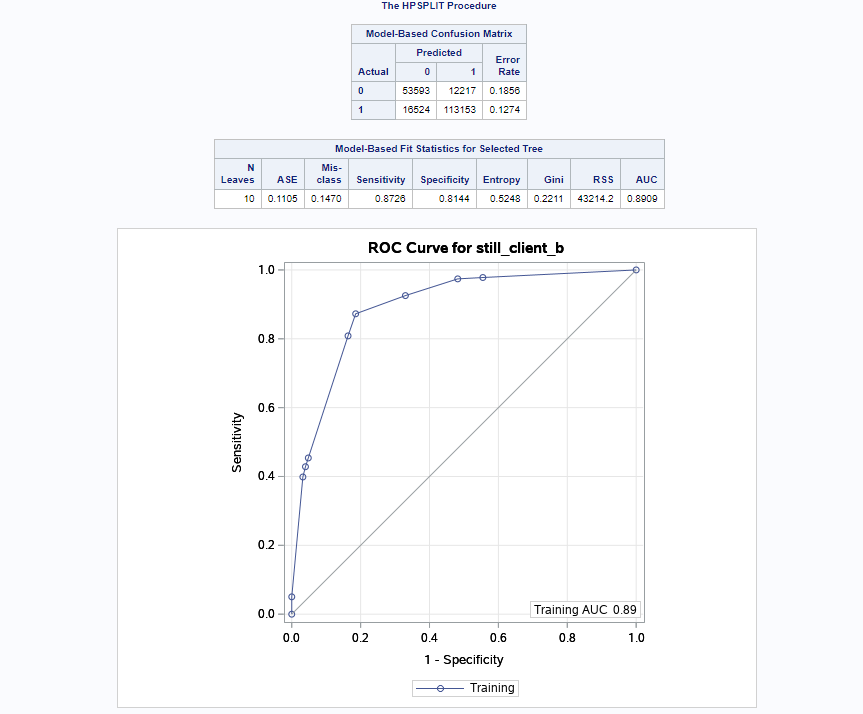 The HPSPLIT Procedure
Model-Based Confusion Matrix
Actual Predicted Error Rate
0 1
0 53593 12217 0.1856
1 16524 113153 0.1274
Model-Based Fit Statistics for Selected Tree
N Leaves ASE Mis-class Sensitivity Specificity Entropy Gini RSS AUC
10 0.1105 0.1470 0.8726 0.8144 0.5248 0.2211 43214.2 0.8909
ROC Curve for still_client_b
1.0
0.8
0.6
0.4
0.2
0.0
Sensitivity
Training AUC 0.89
0.0 0.2 0.4 0.6 0.8 1.0
1 - Specificity
Training